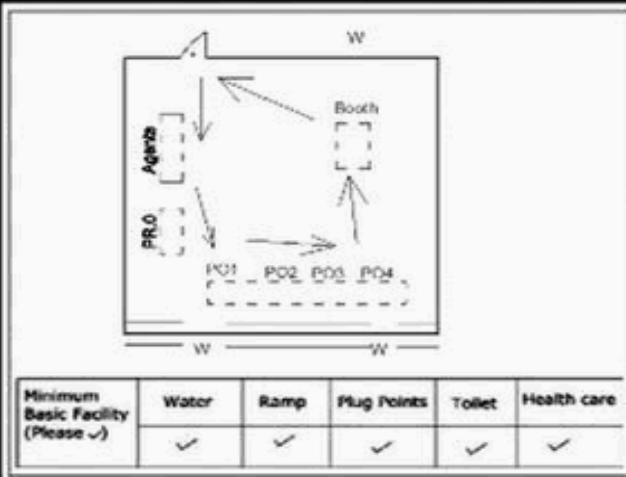 W
Booth
Agents
PR.O
PO1 PO2 PO3 PO4
W W
Minimum Basic Facility (Please ✓) Water Ramp Plug Points Toilet Health care
✓ ✓ ✓ ✓ ✓